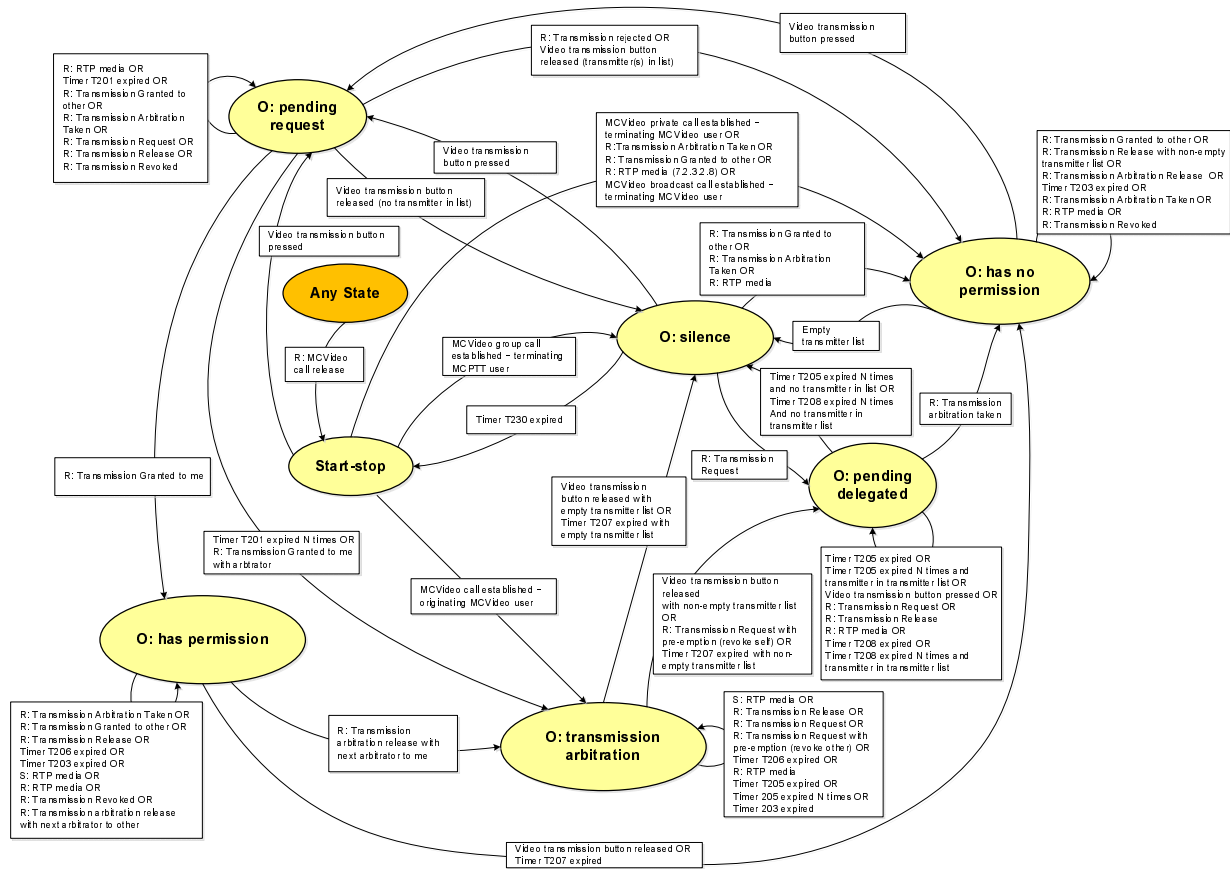 Video transmission
button pressed
R: Transmission rejected OR
Video transmission button
released (transmitter(s) in list)
R: RTP media OR
Timer T201 expired OR
R: Transmission Granted to
other OR
R: Transmission Arbitration
Taken OR
R: Transmission Request OR
R: Transmission Release OR
R: Transmission Revoked
O: pending
request
MCVideo private call established –
terminating MCVideo user OR
R:Transmission Arbitration Taken OR
R: Transmission Granted to other OR
R: RTP media (7.2.3.2.8) OR
MCVideo broadcast call established –
terminating MCVideo user
R: Transmission Granted to other OR
R: Transmission Release with non-empty
transmitter list OR
R: Transmission Arbitration Release OR
Timer T203 expired OR
R: Transmission Arbitration Taken OR
R: RTP media OR
R: Transmission Revoked
Video transmission
button pressed
Video transmission button
released (no transmitter in list)
Video transmission button
pressed
R: Transmission Granted to
other OR
R: Transmission Arbitration
Taken OR
R: RTP media
O: has no
permission
Any State
O: silence
Empty
transmitter list
R: MCVideo
call release
MCVideo group call
established – terminating
MCPTT user
Timer T205 expired N times
and no transmitter in list OR
Timer T208 expired N times
And no transmitter in
transmitter list
R: Transmission
arbitration taken
Timer T230 expired
Start-stop
R: Transmission
Request
O: pending
delegated
R: Transmission Granted to me
Video transmission
button released with
empty transmitter list OR
Timer T207 expired with
empty transmitter list
Timer T201 expired N times OR
R: Transmission Granted to me
with arbtrator
MCVideo call established –
originating MCVideo user
Video transmission button
released
with non-empty transmitter list
OR
R: Transmission Request with
pre-emption (revoke self) OR
Timer T207 expired with non-
empty transmitter list
Timer T205 expired OR
Timer T205 expired N times and
transmitter in transmitter list OR
Video transmission button pressed OR
R: Transmission Request OR
R: Transmission Release
R: RTP media OR
Timer T208 expired OR
Timer T208 expired N times and
transmitter in transmitter list
O: has permission
R: Transmission Arbitration Taken OR
R: Transmission Granted to other OR
R: Transmission Release OR
Timer T206 expired OR
Timer T203 expired OR
S: RTP media OR
R: RTP media OR
R: Transmission Revoked OR
R: Transmission arbitration release
with next arbitrator to other
R: Transmission
arbitration release with
next arbitrator to me
O: transmission
arbitration
S: RTP media OR
R: Transmission Release OR
R: Transmission Request OR
R: Transmission Request with
pre-emption (revoke other) OR
Timer T206 expired OR
R: RTP media
Timer T205 expired OR
Timer 205 expired N times OR
Timer 203 expired
Video transmission button released OR
Timer T207 expired